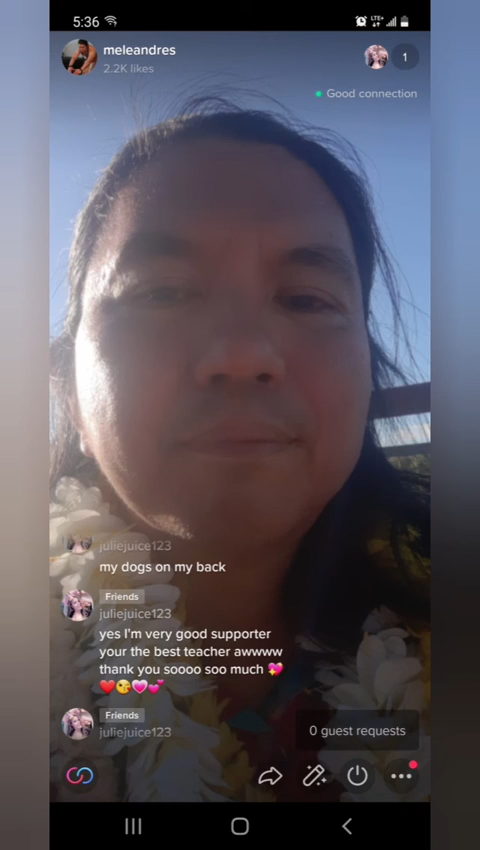 5:36
LTE+
meleandres
2.2K likes
1
Good connection
juliejuice123
my dogs on my back
Friends
juliejuice123
yes I'm very good supporter
your the best teacher awwww
thank you soooo soo much 💖
❤️😘💗💕
Friends
juliejuice123
0 guest requests